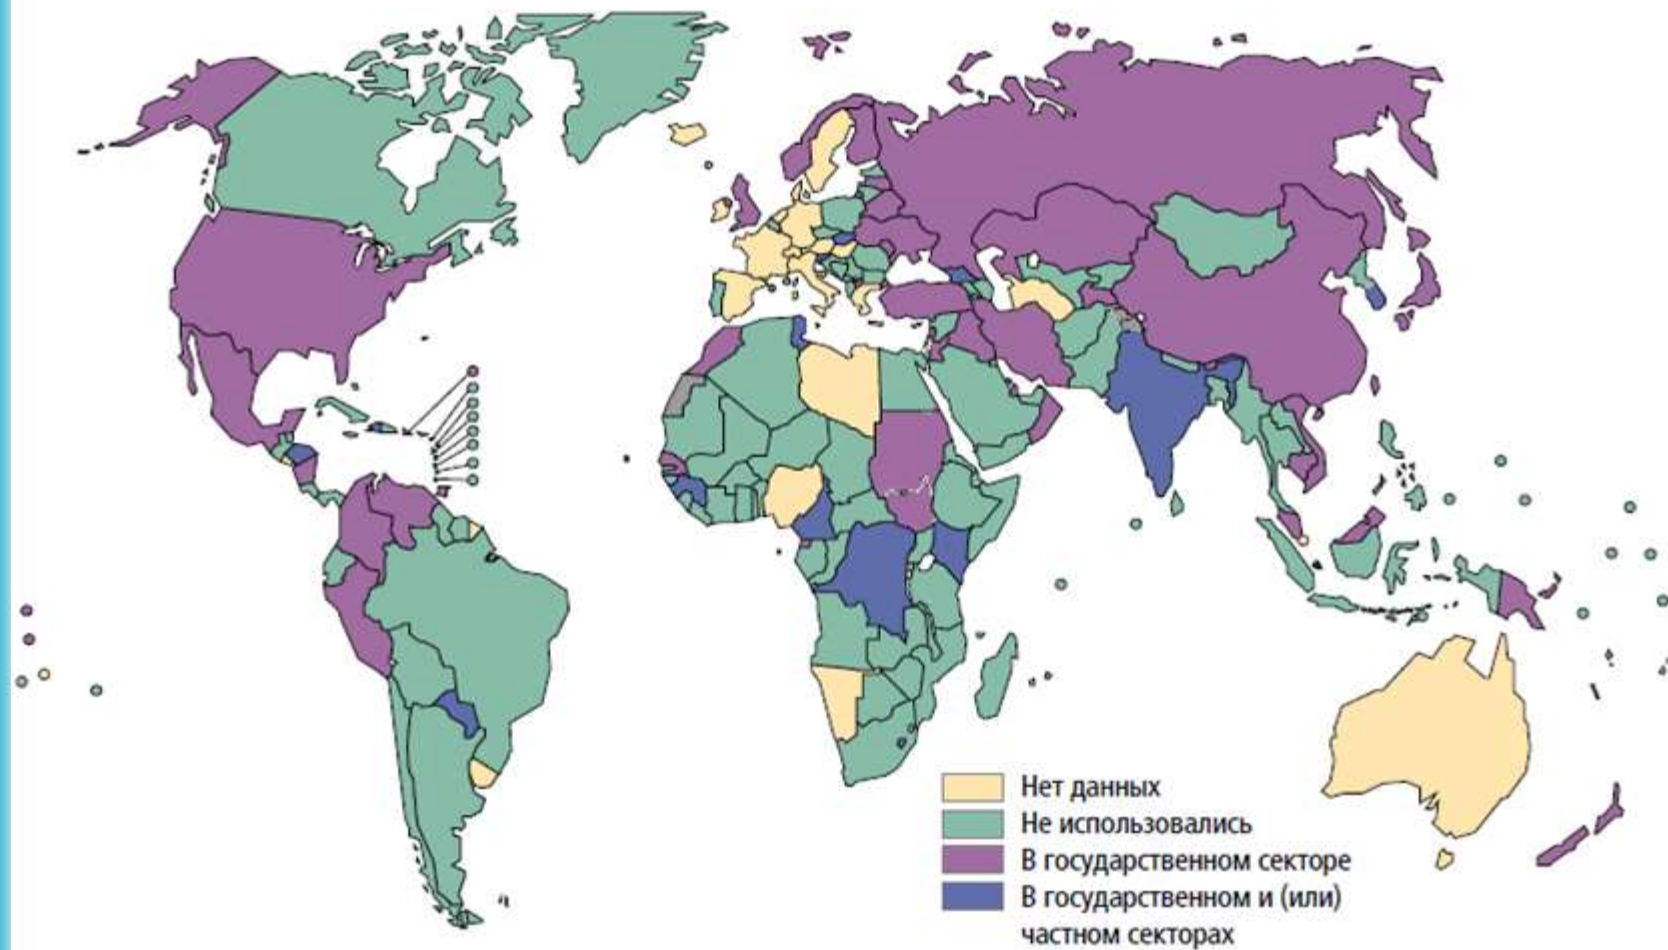 Нет данных
Не использовались
В государственном секторе
В государственном и (или)
частном секторах